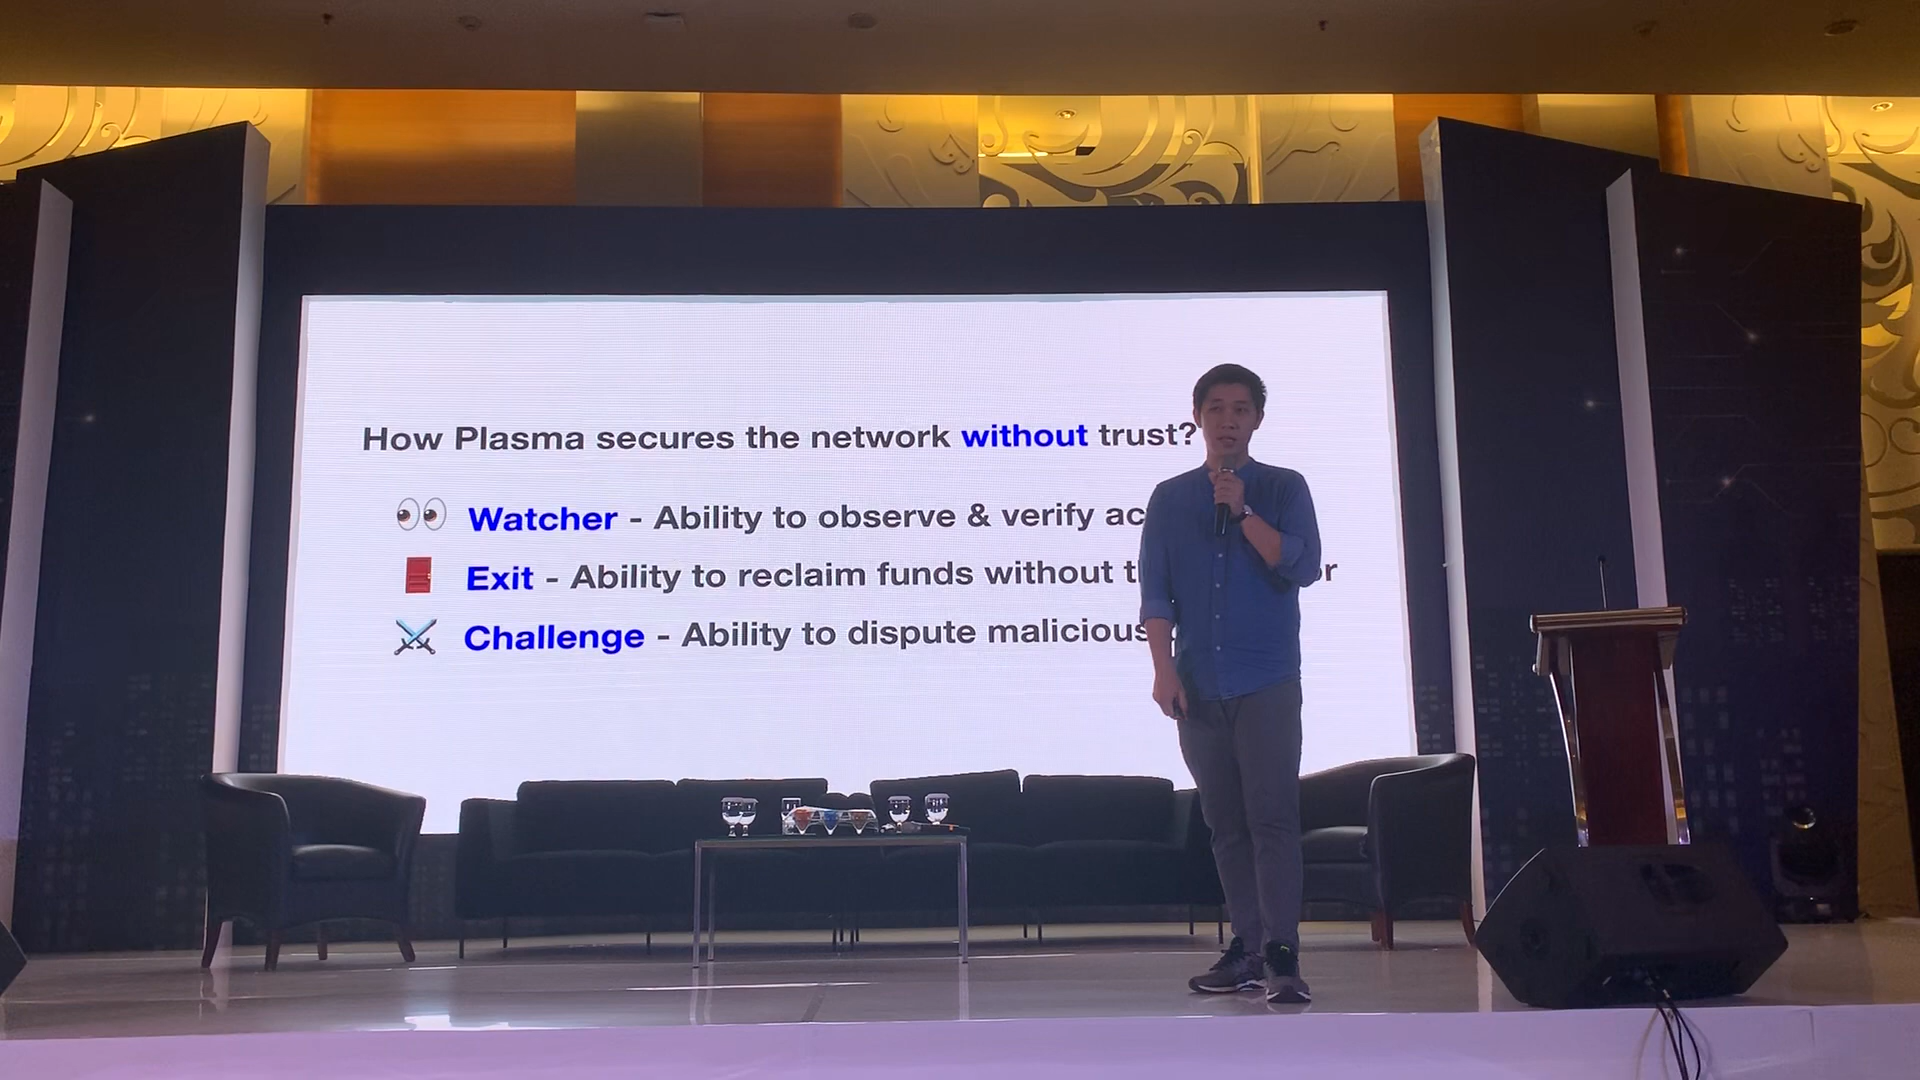 How Plasma secures the network without trust?
Watcher - Ability to observe & verify
Exit - Ability to reclaim funds without
Challenge - Ability to dispute malicious